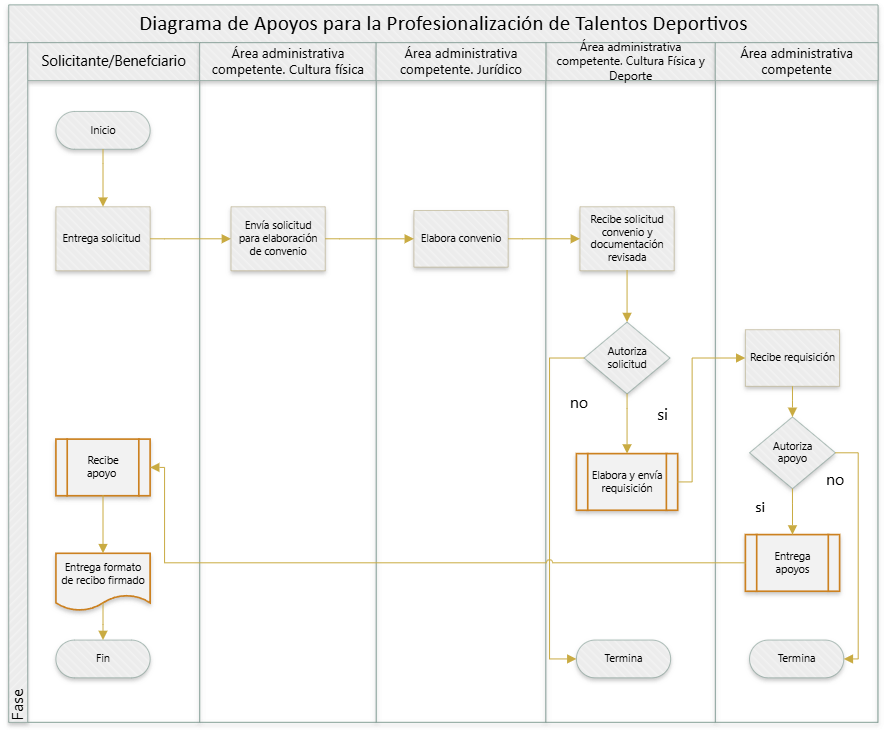 Diagrama de Apoyos para la Profesionalización de Talentos Deportivos
Solicitante/Benefciario
Área administrativa
competente. Cultura física
Área administrativa
competente. Jurídico
Área administrativa
competente. Cultura Física y
Deporte
Área administrativa
competente
Inicio
Entrega solicitud
Envía solicitud
para elaboración
de convenio
Elabora convenio
Recibe solicitud
convenio y
documentación
revisada
Autoriza
solicitud
no
si
Recibe requisición
Elabora y envía
requisición
Autoriza
apoyo
no
si
Recibe
apoyo
Entrega
apoyos
Entrega formato
de recibo firmado
Fin
Termina
Termina
Fase